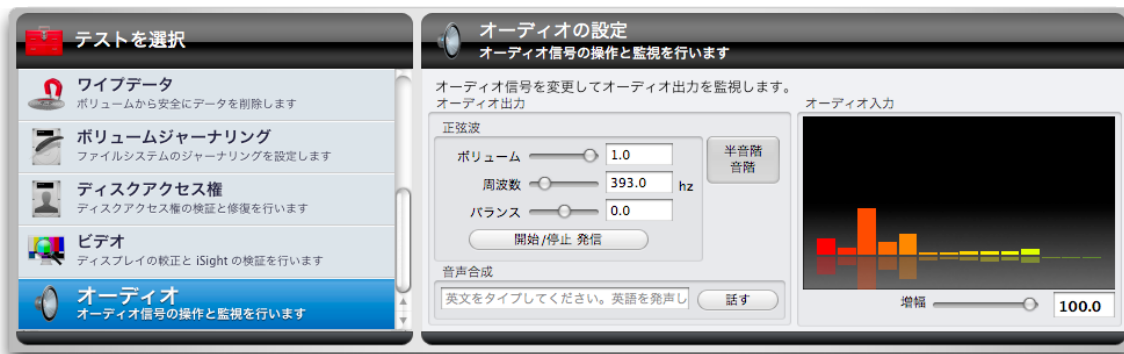 テストを選択
ワイプデータ
ボリュームから安全にデータを削除します
ボリュームジャーナリング
ファイルシステムのジャーナリングを設定します
ディスクアクセス権
ディスクアクセス権の検証と修復を行います
ビデオ
ディスプレイの較正と iSight の検証を行います
オーディオ
オーディオ信号の操作と監視を行います
オーディオの設定
オーディオ信号の操作と監視を行います
オーディオ信号を変更してオーディオ出力を監視します。
オーディオ出力
正弦波
ボリューム 1.0
周波数 393.0 hz
バランス 0.0
開始/停止 発信
半音階
音階
音声合成
英文をタイプしてください。英語を発声し
話す
オーディオ入力
増幅 100.0